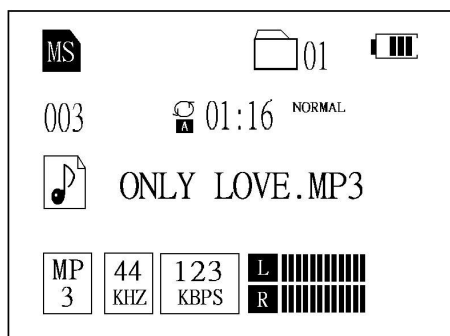 MS 01
003 A 01:16 NORMAL
ONLY LOVE.MP3
MP 44 123 L
3 KHZ KBPS R